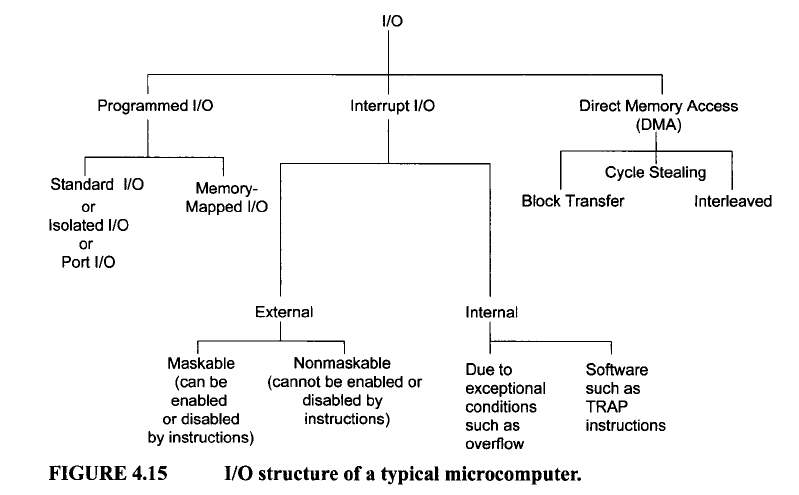 I/O
Programmed I/O
Interrupt I/O
Direct Memory Access
(DMA)
Standard I/O
or
Isolated I/O
or
Port I/O
Memory-
Mapped I/O
Block Transfer
Cycle Stealing
Interleaved
External
Internal
Maskable
(can be
enabled
or disabled
by instructions)
Nonmaskable
(cannot be enabled or
disabled by
instructions)
Due to
exceptional
conditions
such as
overflow
Software
such as
TRAP
instructions
FIGURE 4.15 I/O structure of a typical microcomputer.